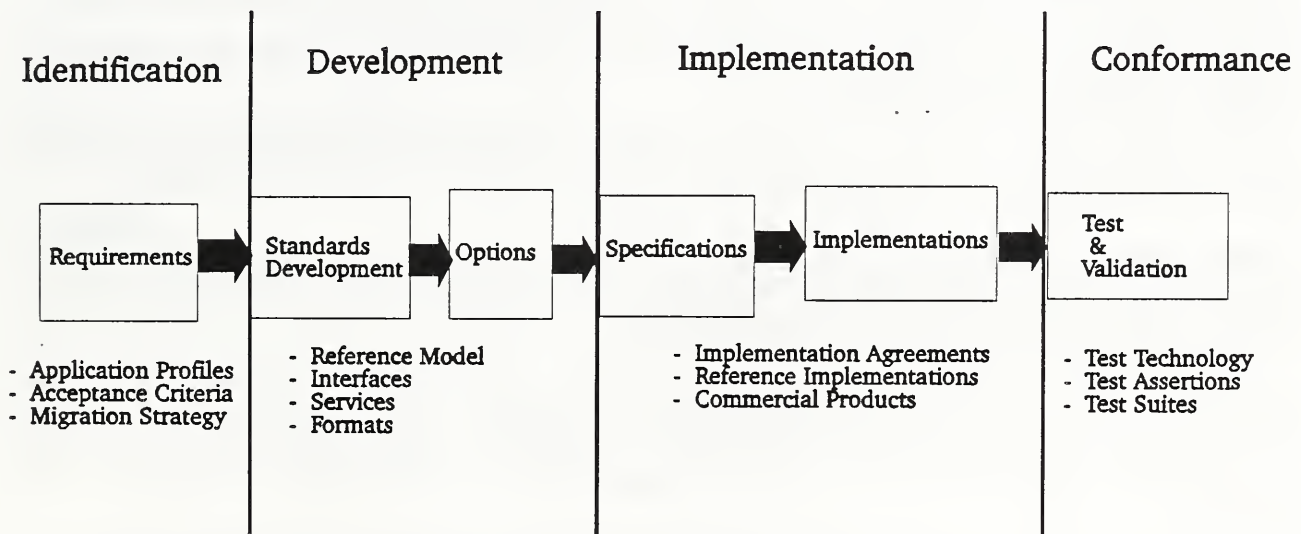 Identification
Development
Implementation
Conformance
Requirements
Standards
Development
Options
Specifications
Implementations
Test
&
Validation
- Application Profiles
- Acceptance Criteria
- Migration Strategy
- Reference Model
- Interfaces
- Services
- Formats
- Implementation Agreements
- Reference Implementations
- Commercial Products
- Test Technology
- Test Assertions
- Test Suites